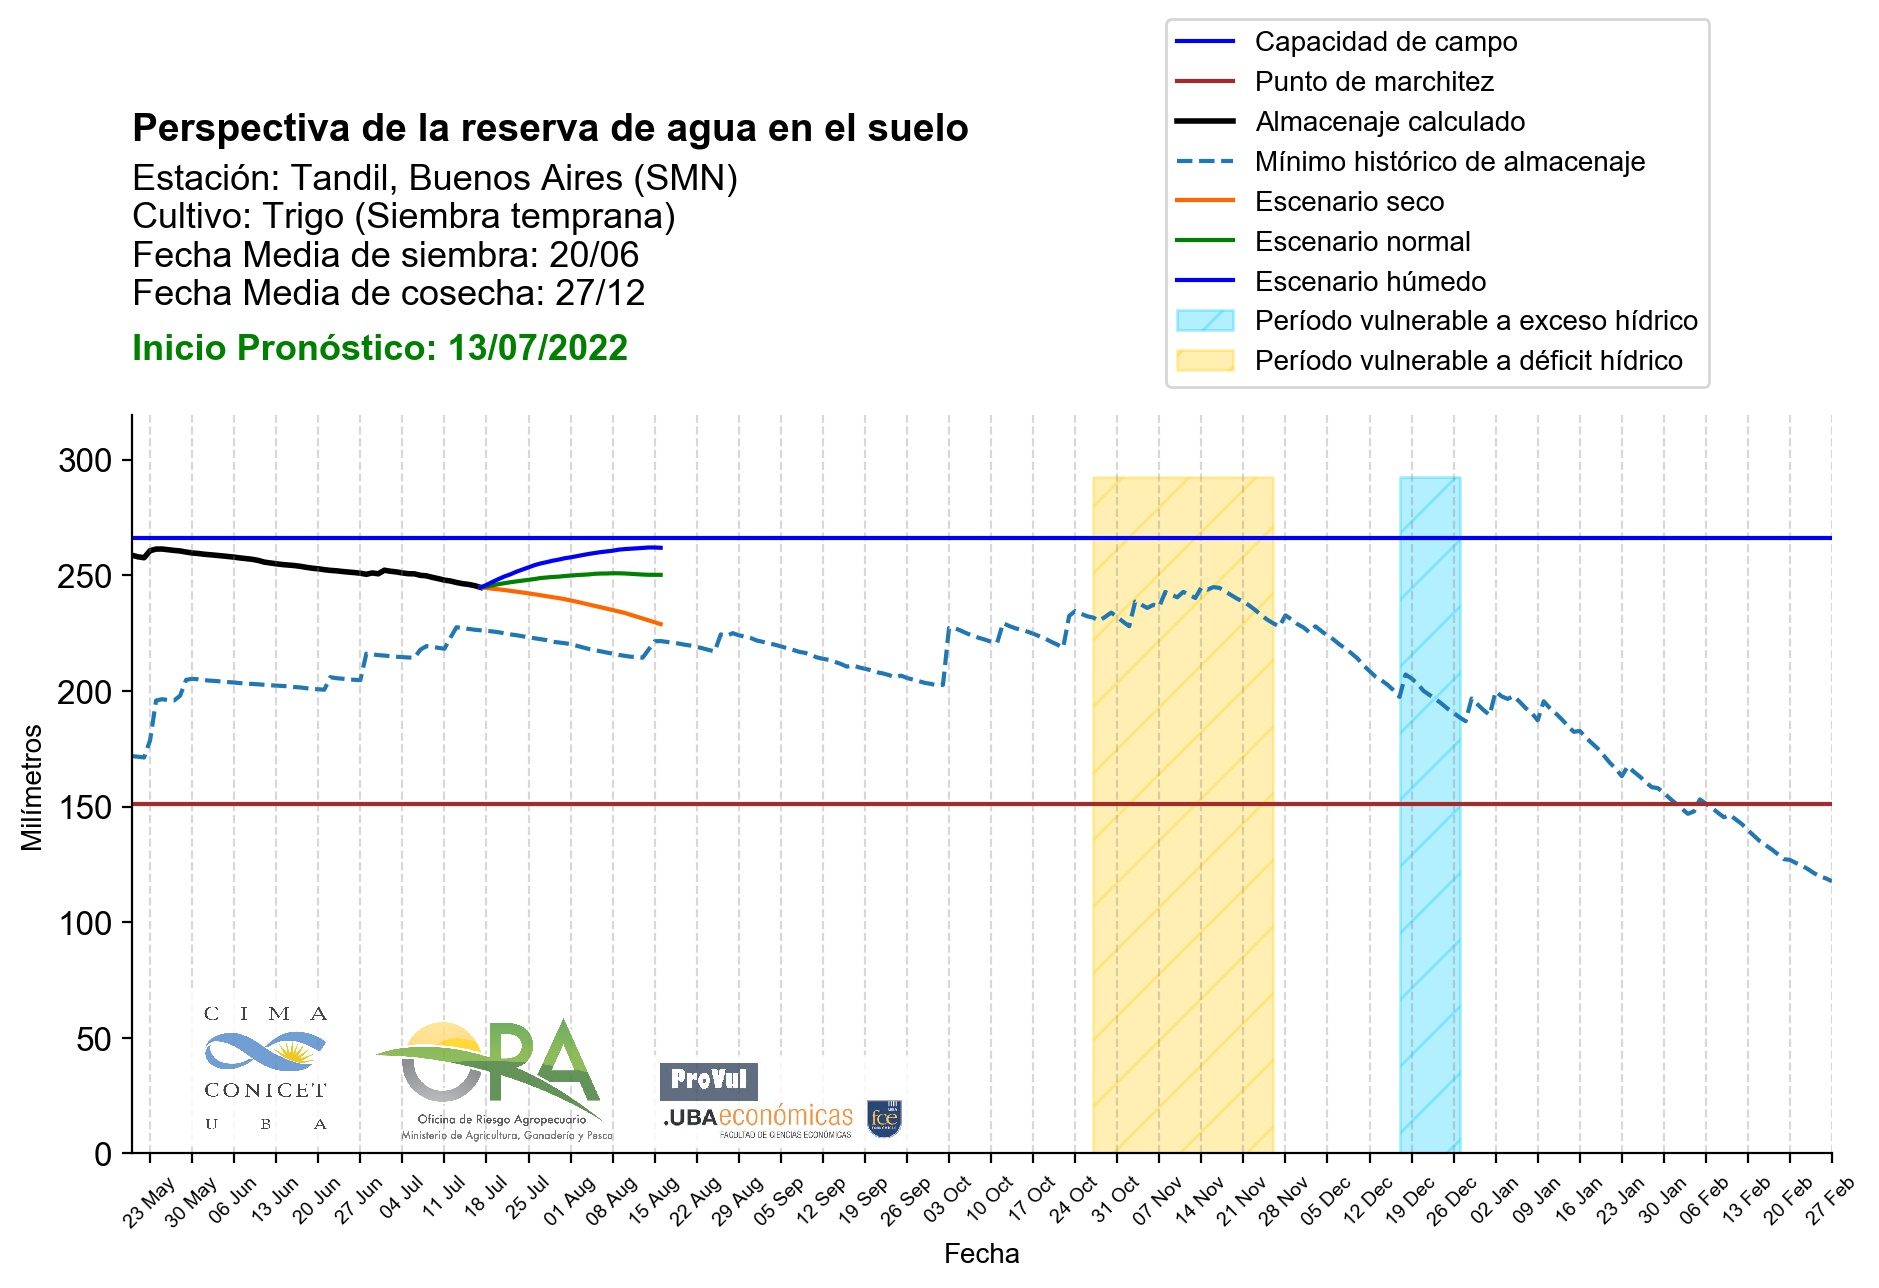 Capacidad de campo
Punto de marchitez
Almacenaje calculado
Mínimo histórico de almacenaje
Escenario seco
Escenario normal
Escenario húmedo
Período vulnerable a exceso hídrico
Período vulnerable a déficit hídrico
Perspectiva de la reserva de agua en el suelo
Estación: Tandil, Buenos Aires (SMN)
Cultivo: Trigo (Siembra temprana)
Fecha Media de siembra: 20/06
Fecha Media de cosecha: 27/12
Inicio Pronóstico: 13/07/2022
300
250
200
150
100
50
0
Milímetros
CIMA
CONICET
UBA
ORA
Oficina de Riesgo Agropecuario
Ministerio de Agricultura, Ganadería y Pesca
ProVul
.UBAeconómicas
FACULTAD DE CIENCIAS ECONÓMICAS
fce
23 May 30 May 06 Jun 13 Jun 20 Jun 27 Jun 04 Jul 11 Jul 18 Jul 25 Jul 01 Aug 08 Aug 15 Aug 22 Aug 29 Aug 05 Sep 12 Sep 19 Sep 26 Sep 03 Oct 10 Oct 17 Oct 24 Oct 31 Oct 07 Nov 14 Nov 21 Nov 28 Nov 05 Dec 12 Dec 19 Dec 26 Dec 02 Jan 09 Jan 16 Jan 23 Jan 30 Jan 06 Feb 13 Feb 20 Feb 27 Feb
Fecha